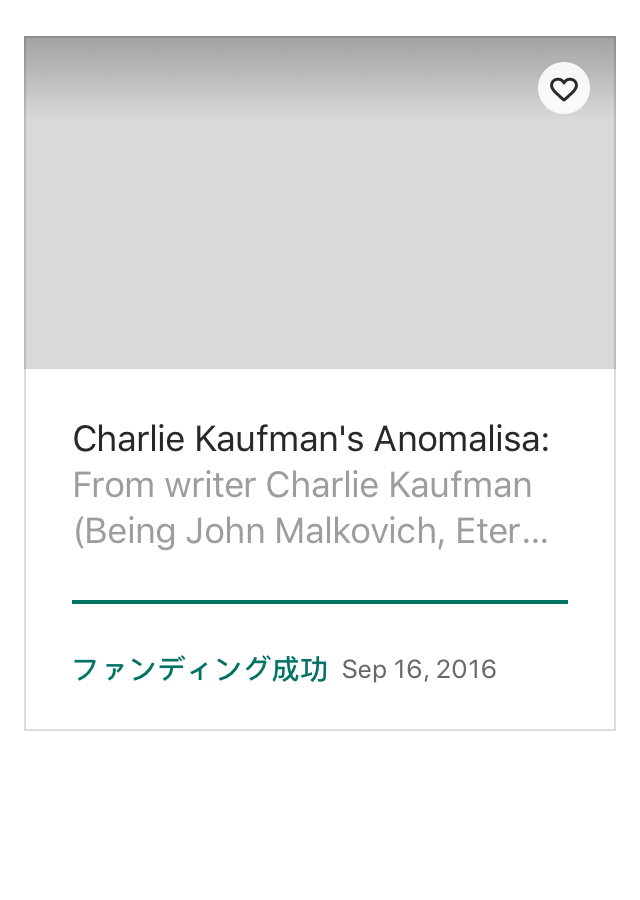 Charlie Kaufman's Anomalisa:
From writer Charlie Kaufman
(Being John Malkovich, Eter...
ファンディング成功 Sep 16, 2016